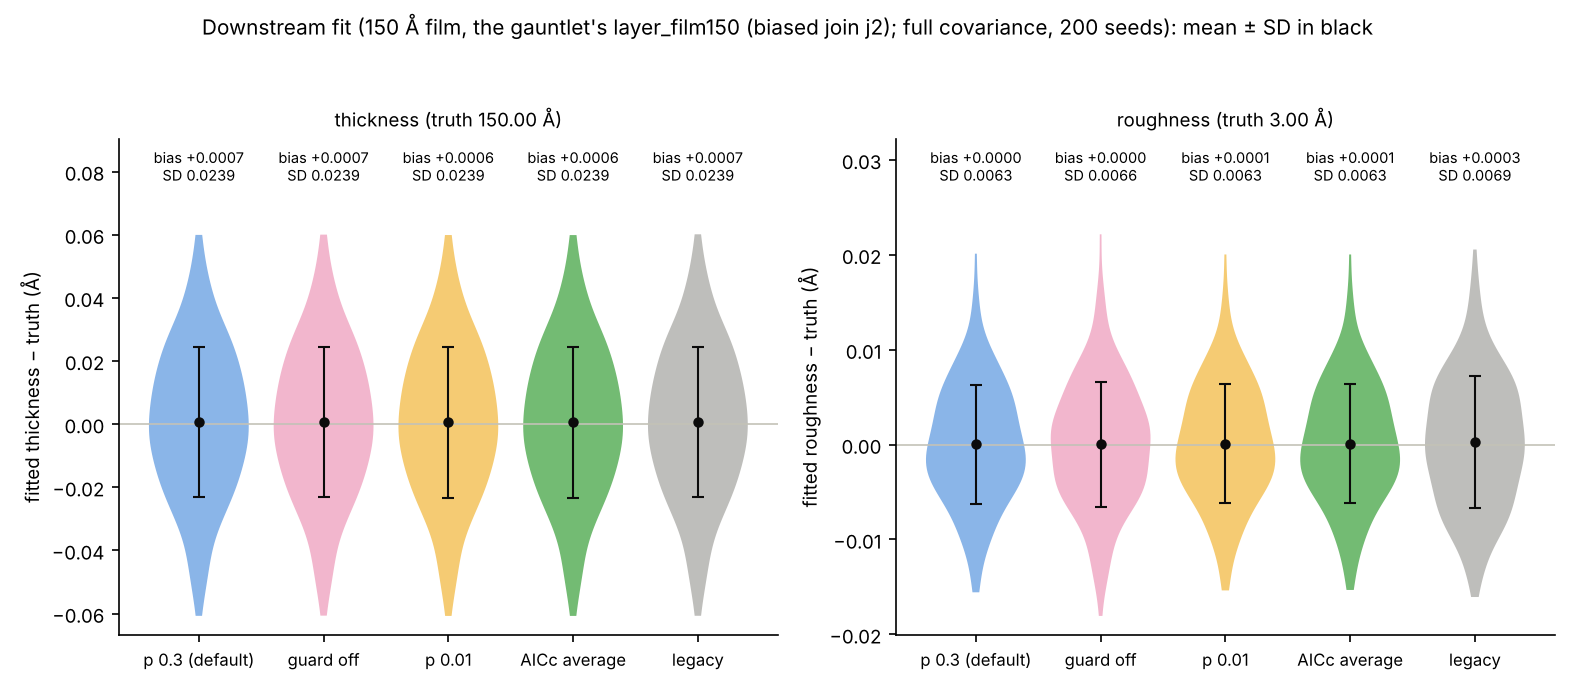 Downstream fit (150 Å film, the gauntlet's layer_film150 (biased join j2); full covariance, 200 seeds): mean ± SD in black
thickness (truth 150.00 Å)
bias +0.0007 bias +0.0007 bias +0.0006 bias +0.0006 bias +0.0007
SD 0.0239 SD 0.0239 SD 0.0239 SD 0.0239 SD 0.0239
fitted thickness − truth (Å)
0.08
0.06
0.04
0.02
0.00
−0.02
−0.04
−0.06
p 0.3 (default) guard off p 0.01 AICc average legacy
roughness (truth 3.00 Å)
bias +0.0000 bias +0.0000 bias +0.0001 bias +0.0001 bias +0.0003
SD 0.0063 SD 0.0066 SD 0.0063 SD 0.0063 SD 0.0069
fitted roughness − truth (Å)
0.03
0.02
0.01
0.00
−0.01
−0.02
p 0.3 (default) guard off p 0.01 AICc average legacy